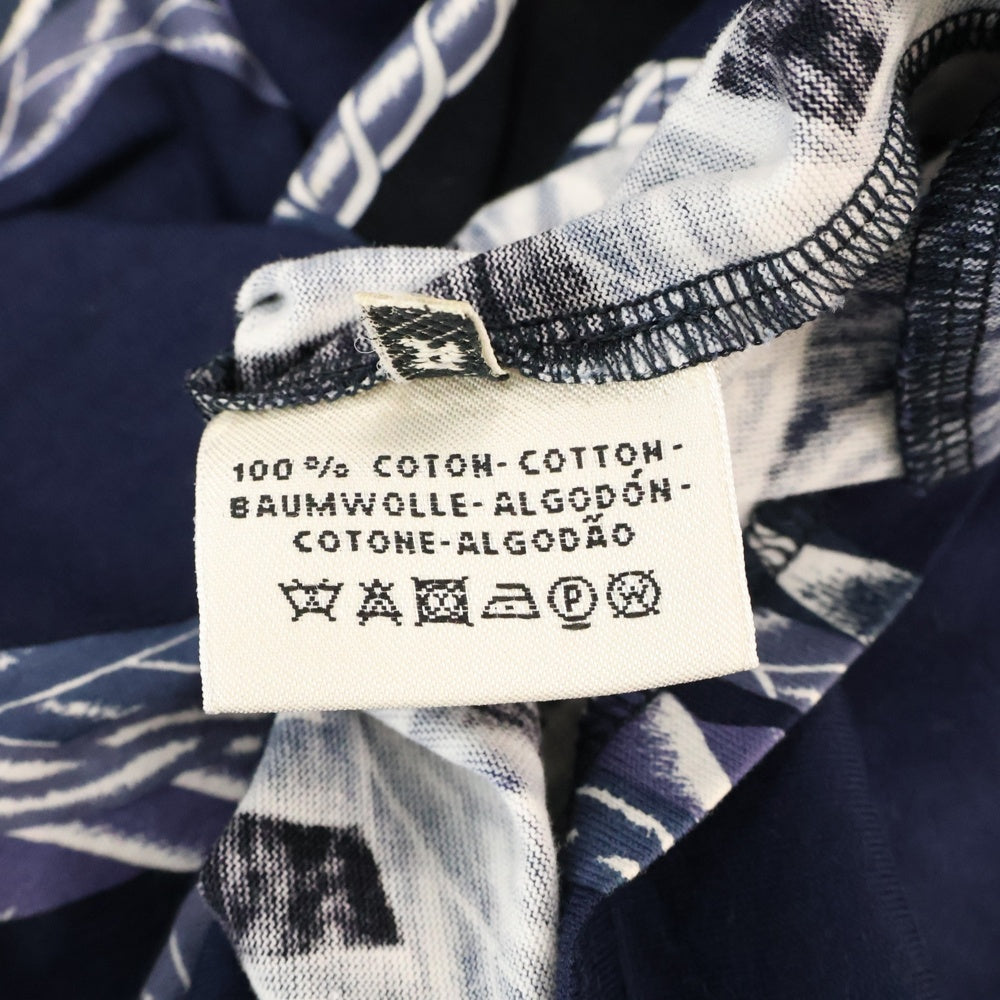 100% COTON-COTTON-
BAUMWOLLE-ALGODÓN-
COTONE-ALGODÃO
P W